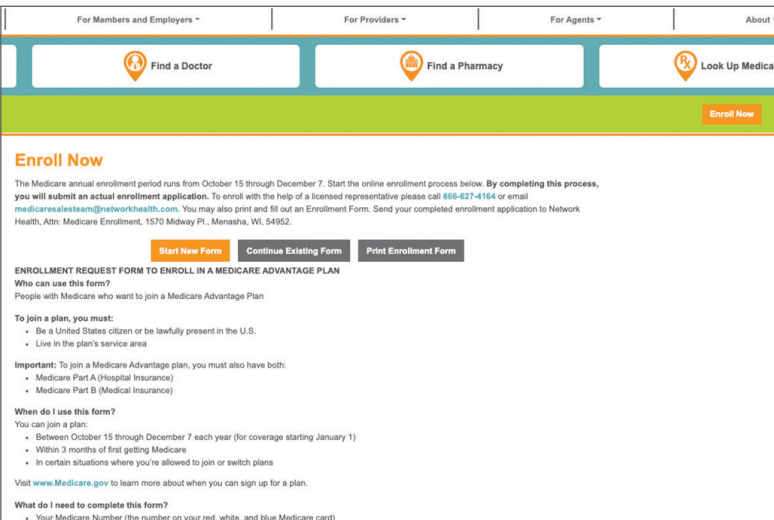 For Members and Employers
For Providers
For Agents
About
Find a Doctor
Find a Pharmacy
Look Up Medica
Enroll Now
Enroll Now
The Medicare annual enrollment period runs from October 15 through December 7. Start the online enrollment process below. By completing this process,
you will submit an actual enrollment application. To enroll with the help of a licensed representative please call 866-627-4164 or email
medicaresalesteam@networkhealth.com. You may also print and fill out an Enrollment Form. Send your completed enrollment application to Network
Health, Attn: Medicare Enrollment, 1570 Midway Pl., Menasha, WI, 54952.
Start New Form
Continue Existing Form
Print Enrollment Form
ENROLLMENT REQUEST FORM TO ENROLL IN A MEDICARE ADVANTAGE PLAN
Who can use this form?
People with Medicare who want to join a Medicare Advantage Plan
To join a plan, you must:
• Be a United States citizen or be lawfully present in the U.S.
• Live in the plan's service area
Important: To join a Medicare Advantage plan, you must also have both:
• Medicare Part A (Hospital Insurance)
• Medicare Part B (Medical Insurance)
When do I use this form?
You can join a plan:
• Between October 15 through December 7 each year (for coverage starting January 1)
• Within 3 months of first getting Medicare
• In certain situations where you're allowed to join or switch plans
Visit www.Medicare.gov to learn more about when you can sign up for a plan.
What do I need to complete this form?
• Your Medicare Number (the number on your red, white, and blue Medicare card)